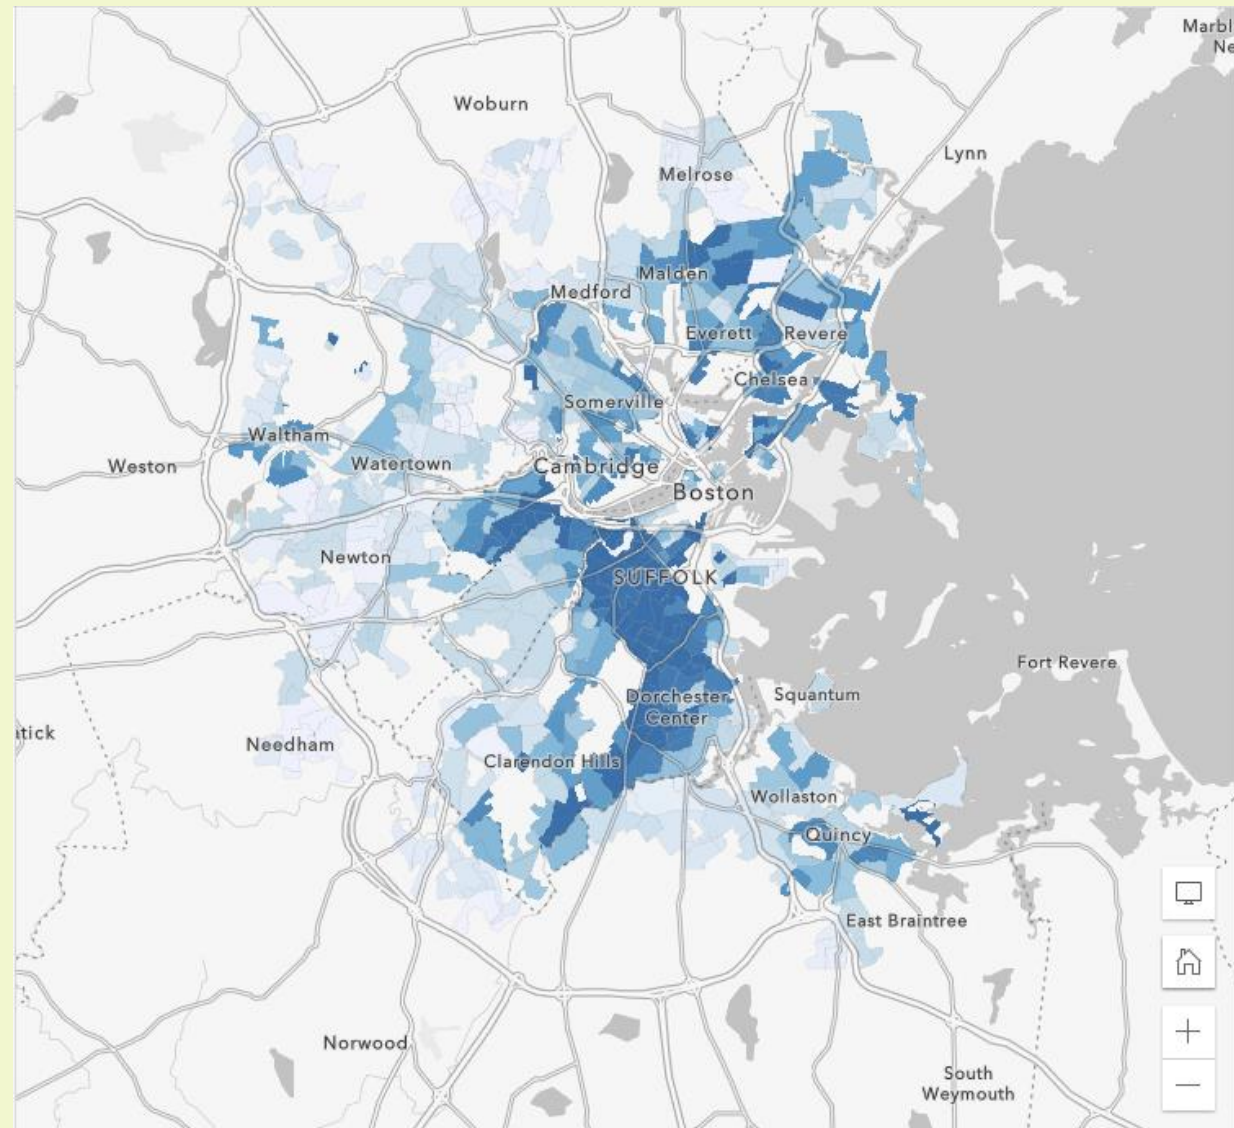 Marbl
Ne
Woburn
Lynn
Melrose
Malden
Medford
Everett
Revere
Chelsea
Somerville
Waltham
Weston
Watertown
Cambridge
Boston
Newton
SUFFOLK
Fort Revere
Dorchester
Center
Squantum
atick
Needham
Clarendon Hills
Wollaston
Quincy
East Braintree
Norwood
South
Weymouth